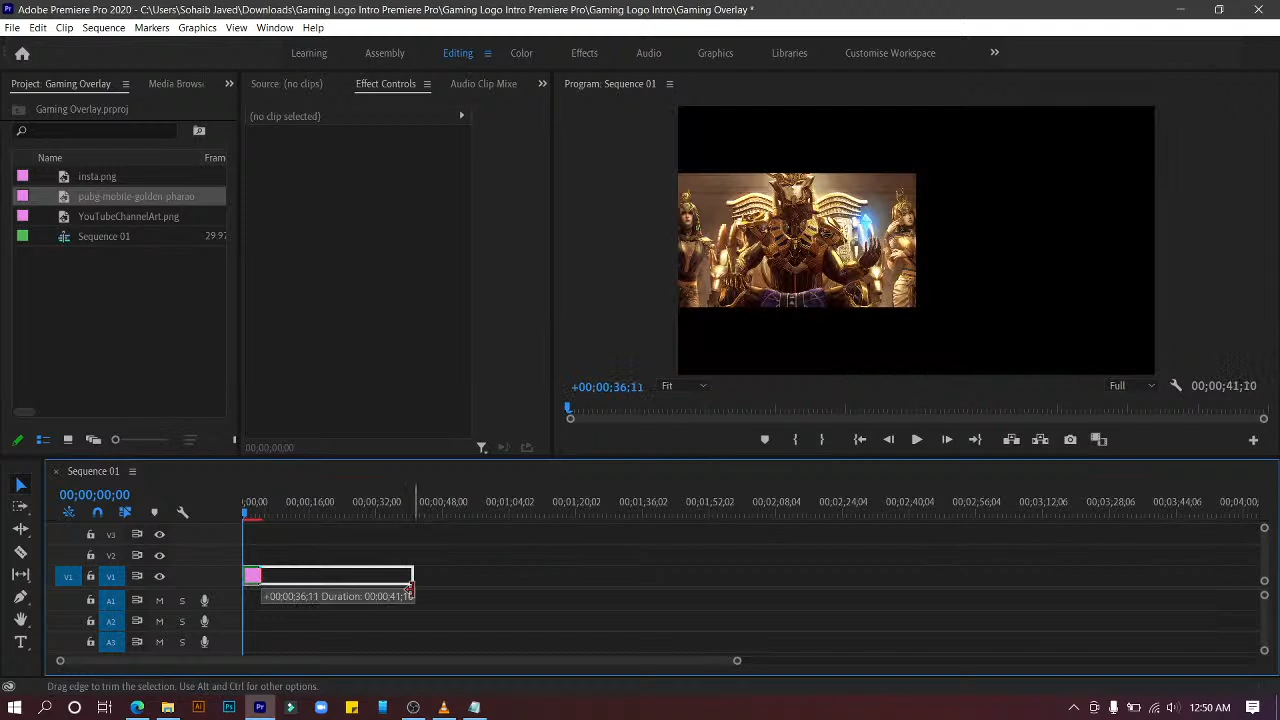 Adobe Premiere Pro 2020 - C:\Users\Sohaib Javed\Downloads\Gaming Logo Intro Premiere Pro\Gaming Logo Intro Premiere Pro\Gaming Logo Intro\Gaming Overlay *
File Edit Clip Sequence Markers Graphics View Window Help
Learning Assembly Editing Color Effects Audio Graphics Libraries Customise Workspace
Project: Gaming Overlay Media Brows Source: (no clips) Effect Controls Audio Clip Mixe Program: Sequence 01
Gaming Overlay.prproj
(no clip selected)
Name Fram
insta.png
pubg-mobile-golden-pharao
YouTubeChannelArt.png
Sequence 01 29.97
+00;00;36;11 Fit Full 00;00;41;10
00;00;00;00
Sequence 01
00;00;00;00
;00;00 00;00;16;00 00;00;32;00 00;00;48;00 00;01;04;02 00;01;20;02 00;01;36;02 00;01;52;02 00;02;08;04 00;02;24;04 00;02;40;04 00;02;56;04 00;03;12;06 00;03;28;06 00;03;44;06 00;04;00;
V3
V2
V1 V1
+00;00;36;11 Duration: 00;00;41;10
A1 M S
A2 M S
A3 M S
Drag edge to trim the selection. Use Alt and Ctrl for other options.
Ai Ps Pr 12:50 AM